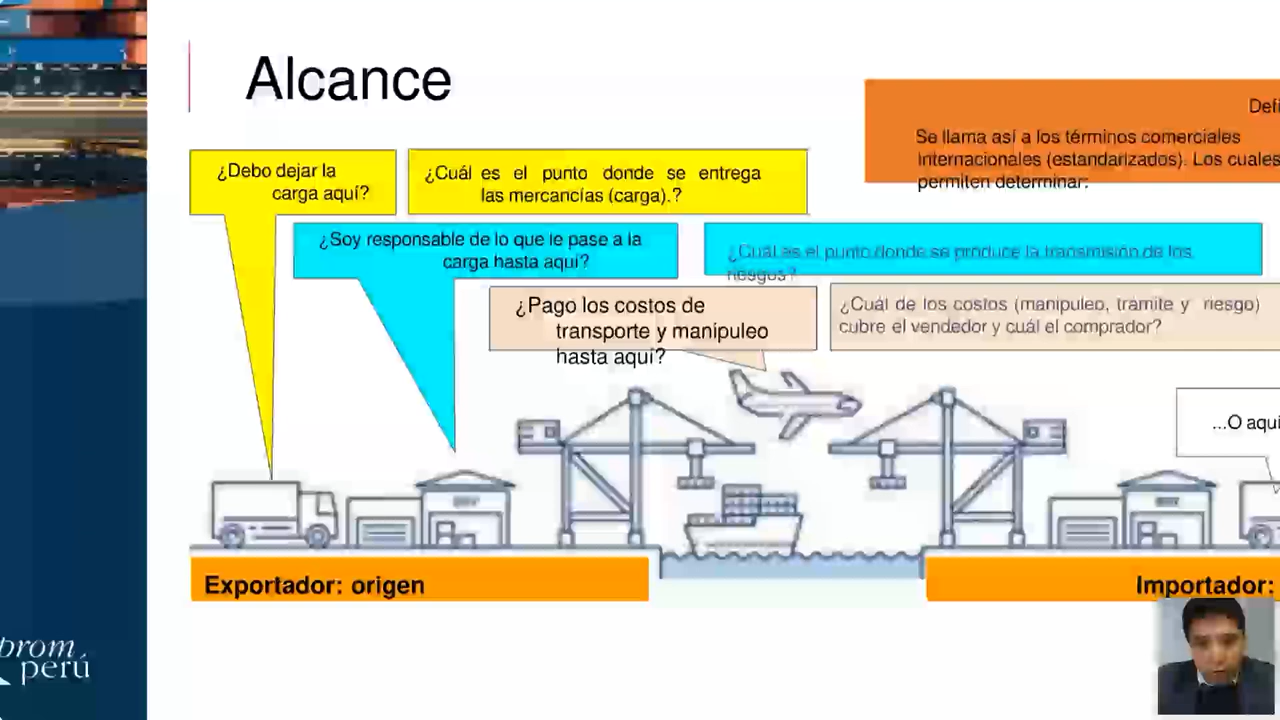 Alcance
Defi
Se llama así a los términos comerciales
internacionales (estandarizados). Los cuales
permiten determinar:
¿Debo dejar la
carga aquí?
¿Cuál es el punto donde se entrega
las mercancías (carga).?
¿Soy responsable de lo que le pase a la
carga hasta aquí?
¿Cuál es el punto donde se produce la transmisión de los
riesgos?
¿Pago los costos de
transporte y manipuleo
hasta aquí?
¿Cuál de los costos (manipuleo, trámite y riesgo)
cubre el vendedor y cuál el comprador?
...O aquí
Exportador: origen
Importador:
prom
perú